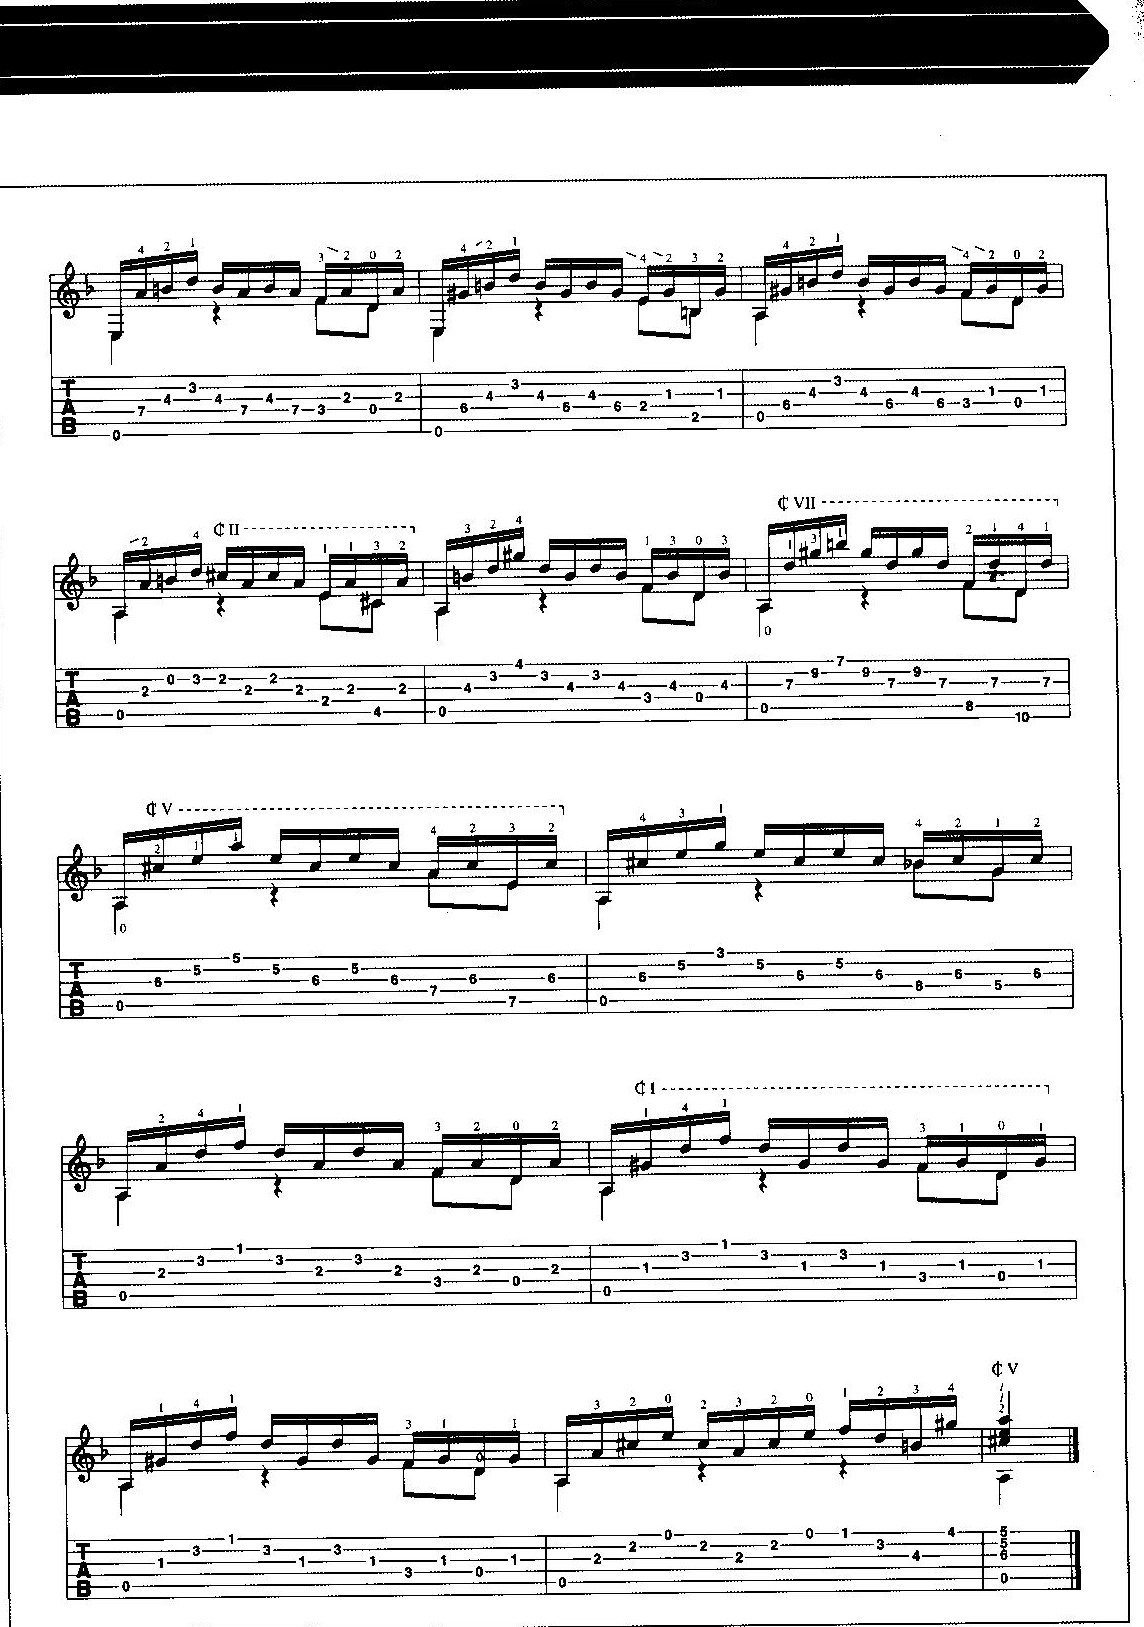 4 2 1 3 2 0 2 4 2 1 4 2 3 2 4 2 1 4 2 0 2
T A B 0 7 4 3 4 7 4 7 3 2 0 2 0 6 4 3 4 6 4 6 2 1 2 1 0 6 4 3 4 6 4 6 3 1 0 1
¢ II ¢ VII
2 4 1 1 3 2 3 2 4 1 3 0 3 1 3 1 2 1 4 1
0
T A B 0 2 0 3 2 2 2 2 2 2 4 2 0 4 3 4 3 4 3 4 3 4 0 4 0 7 9 7 9 7 9 7 8 7 10 7
¢ V
2 1 1 4 2 3 2 4 3 1 4 2 1 2
0
T A B 0 6 5 5 5 6 5 6 7 6 7 6 0 6 5 3 5 6 5 6 8 6 5 6
¢ I
2 4 1 3 2 0 2 1 4 1 3 1 0 1
T A B 0 2 3 1 3 2 3 2 3 2 0 2 0 1 3 1 3 1 3 1 3 1 0 1
¢ V
1 4 1 3 1 0 1 3 2 0 2 3 2 0 1 2 3 4 1 1 2
T A B 0 1 3 1 3 1 3 1 3 1 0 1 0 2 2 0 2 2 2 0 1 3 4 4 5 5 6 0